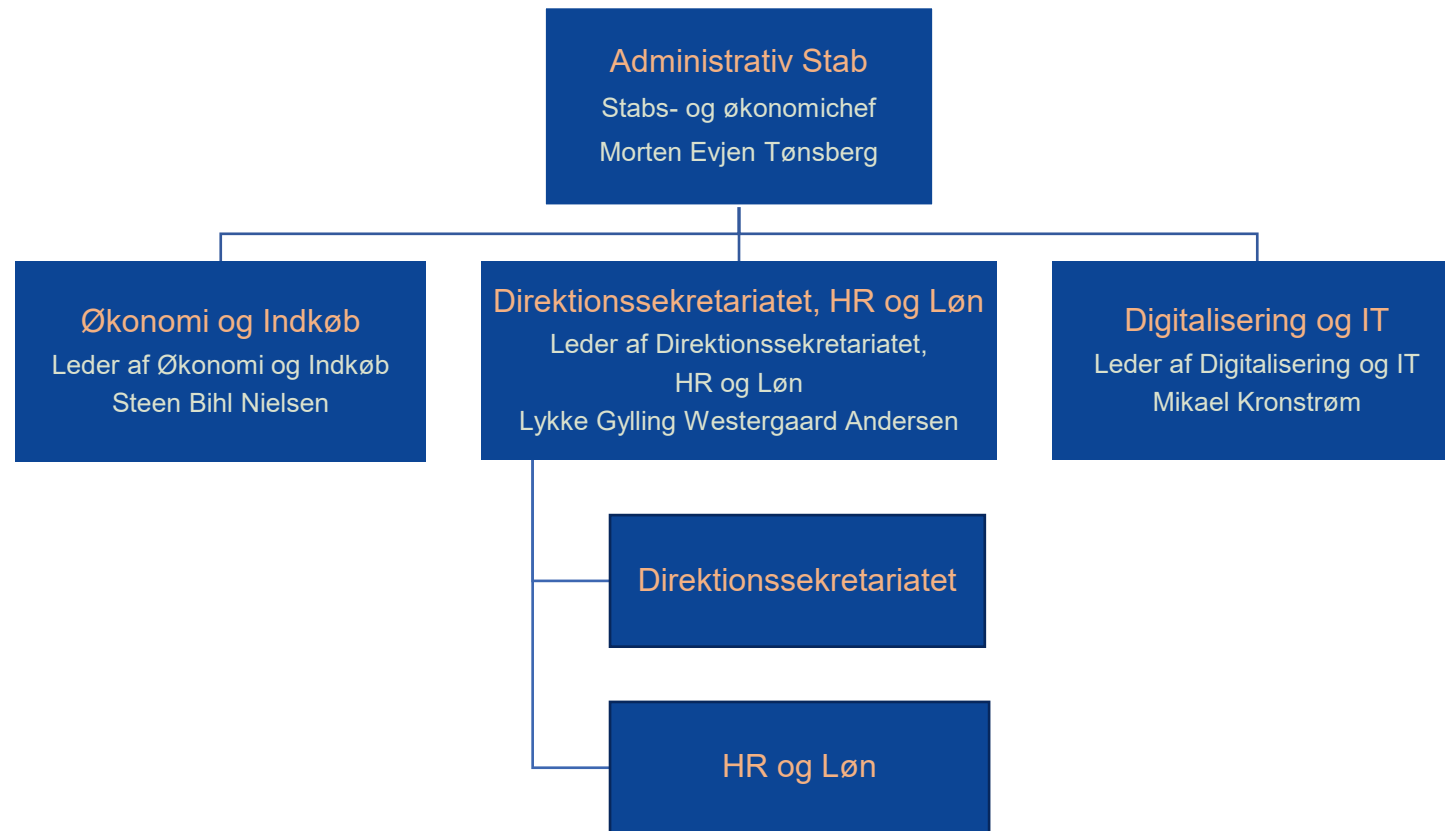 Administrativ Stab
Stabs- og økonomichef
Morten Evjen Tønsberg
Økonomi og Indkøb
Leder af Økonomi og Indkøb
Steen Bihl Nielsen
Direktionssekretariatet, HR og Løn
Leder af Direktionssekretariatet,
HR og Løn
Lykke Gylling Westergaard Andersen
Digitalisering og IT
Leder af Digitalisering og IT
Mikael Kronstrøm
Direktionssekretariatet
HR og Løn